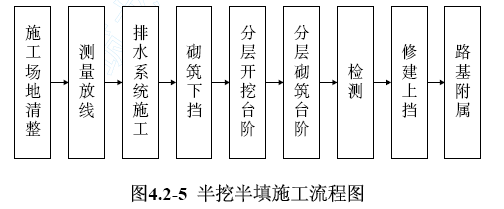 施工场地清整
测量放线
排水系统施工
砌筑下挡
分层开挖台阶
分层砌筑台阶
检测
修建上挡
路基附属
图4.2-5 半挖半填施工流程图